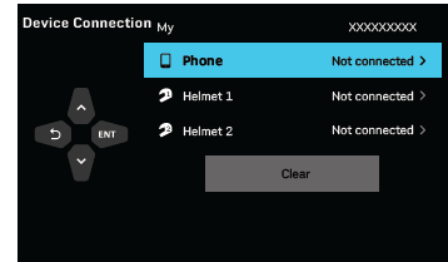 Device Connection My XXXXXXXXX
Phone Not connected >
Helmet 1 Not connected >
ENT
Helmet 2 Not connected >
Clear